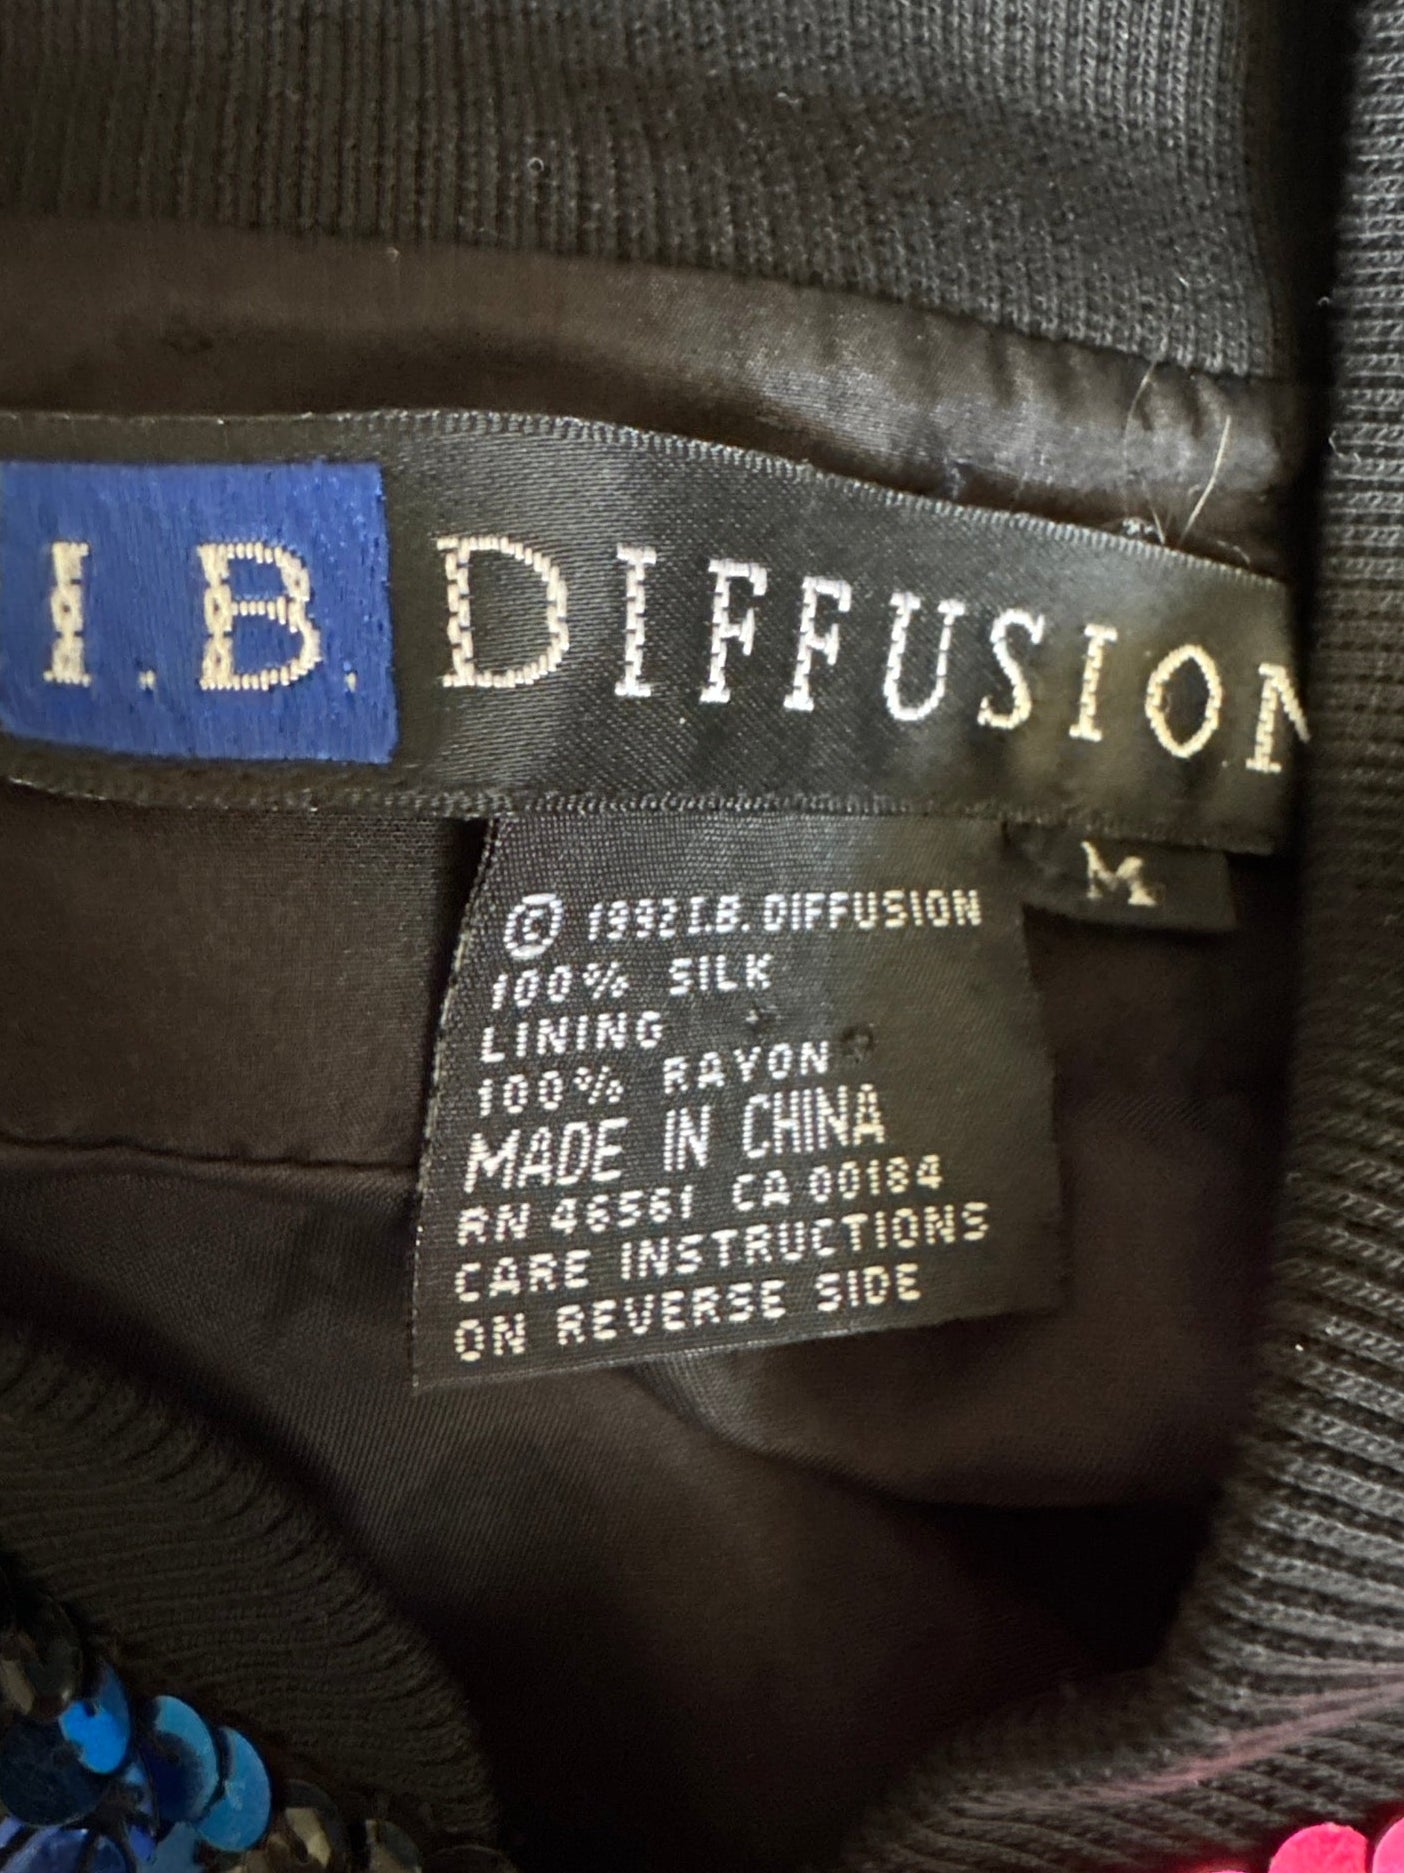 I.B. DIFFUSION
M
© 1992 I.B. DIFFUSION
100% SILK
LINING
100% RAYON
MADE IN CHINA
RN 46561 CA 00184
CARE INSTRUCTIONS
ON REVERSE SIDE